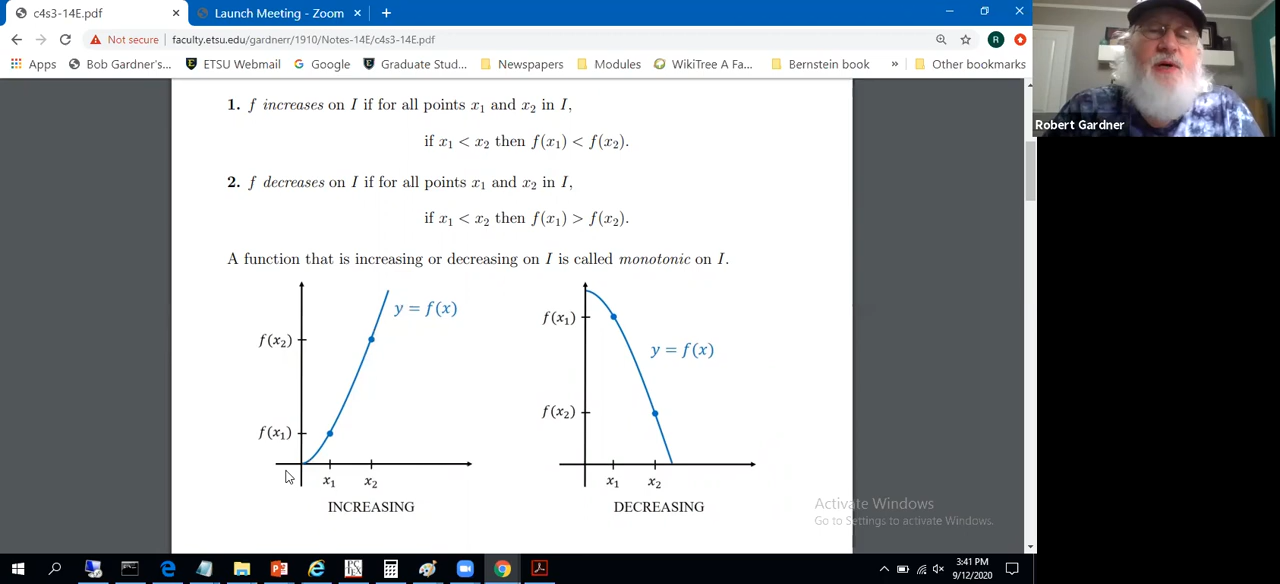 c4s3-14E.pdf × Launch Meeting - Zoom × +
Not secure | faculty.etsu.edu/gardnerr/1910/Notes-14E/c4s3-14E.pdf R
Apps Bob Gardner's... ETSU Webmail Google Graduate Stud... Newspapers Modules WikiTree A Fa... Bernstein book » Other bookmarks
Robert Gardner
1. f increases on I if for all points x₁ and x₂ in I,
if x₁ < x₂ then f(x₁) < f(x₂).
2. f decreases on I if for all points x₁ and x₂ in I,
if x₁ < x₂ then f(x₁) > f(x₂).
A function that is increasing or decreasing on I is called monotonic on I.
y = f(x)
f(x₂)
f(x₁)
x₁ x₂
INCREASING
f(x₁)
y = f(x)
f(x₂)
x₁ x₂
DECREASING
Activate Windows
Go to Settings to activate Windows.
3:41 PM
9/12/2020